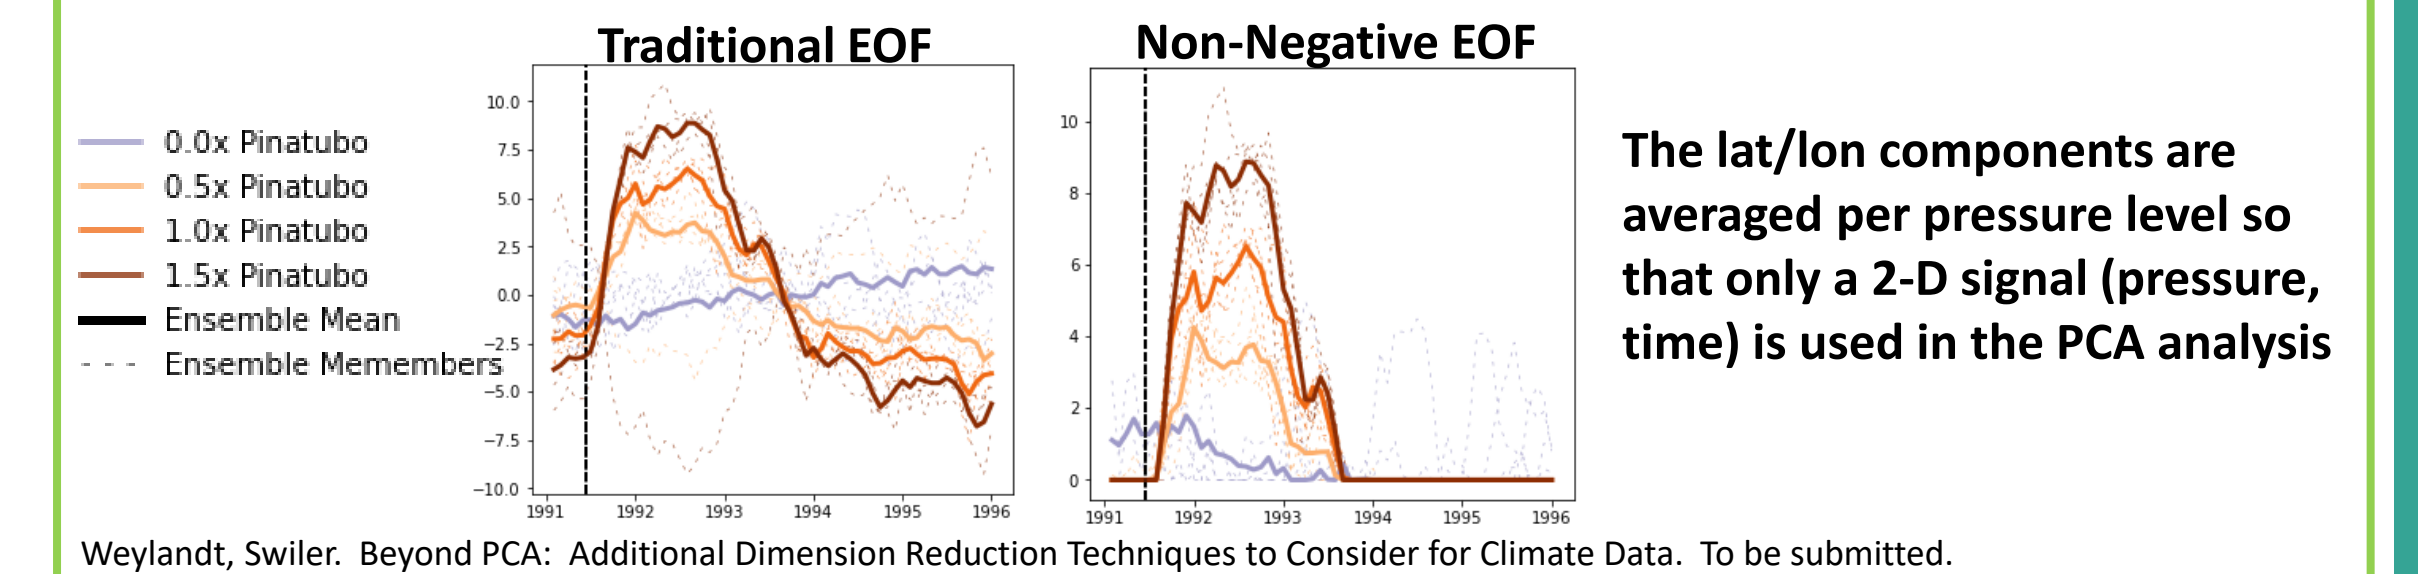 Traditional EOF
Non-Negative EOF
0.0x Pinatubo
0.5x Pinatubo
1.0x Pinatubo
1.5x Pinatubo
Ensemble Mean
Ensemble Memembers
10.0
7.5
5.0
2.5
0.0
−2.5
−5.0
−7.5
−10.0
1991 1992 1993 1994 1995 1996
10
8
6
4
2
0
1991 1992 1993 1994 1995 1996
The lat/lon components are
averaged per pressure level so
that only a 2-D signal (pressure,
time) is used in the PCA analysis
Weylandt, Swiler.  Beyond PCA:  Additional Dimension Reduction Techniques to Consider for Climate Data.  To be submitted.